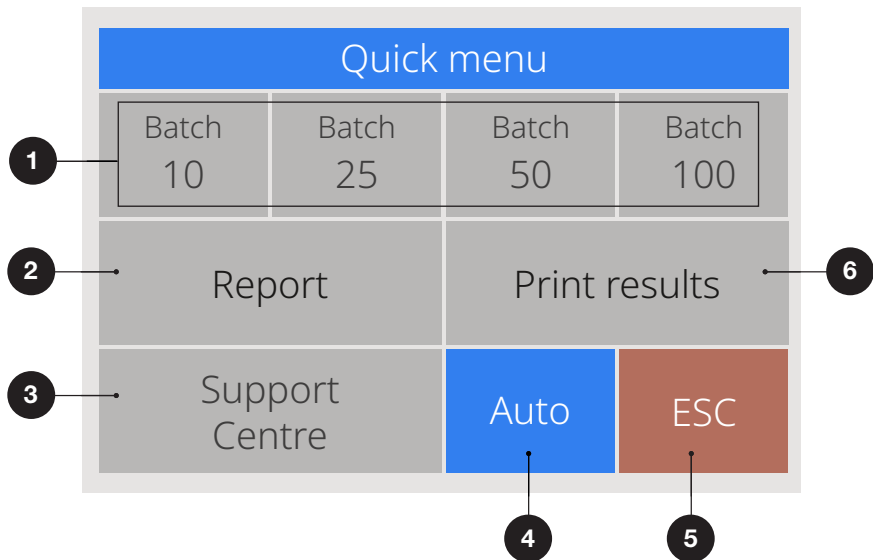 Quick menu
Batch Batch Batch Batch
1
10 25 50 100
2
Report Print results
6
3
Support
Centre
Auto ESC
4 5